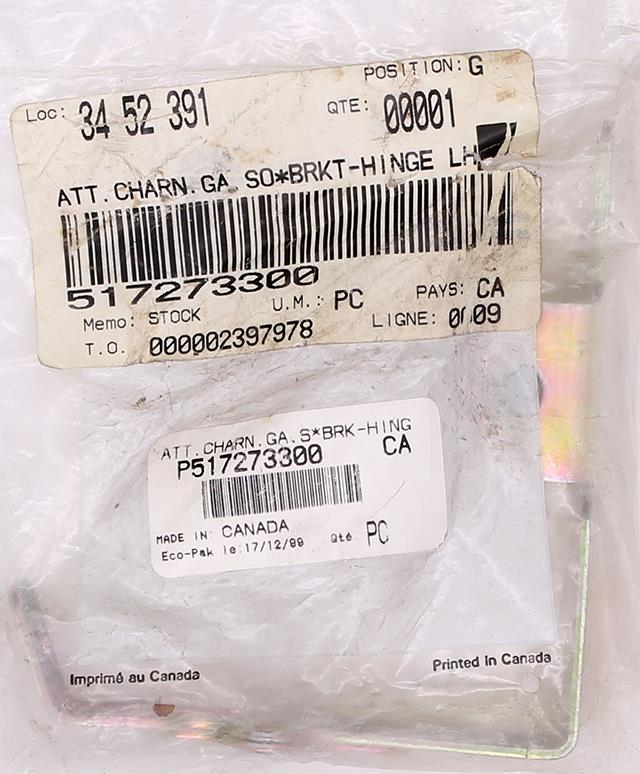 POSITION: G
Loc: 34 52 391 QTE: 00001
ATT.CHARN.GA.SO*BRKT-HINGE LH
517273300
U.M.: PC PAYS: CA
Memo: STOCK
T.O. 000002397978 LIGNE: 0009
ATT.CHARN.GA.S*BRK-HING
P517273300 CA
MADE IN: CANADA
Eco-Pak le:17/12/99 Qté PC
Imprimé au Canada
Printed in Canada